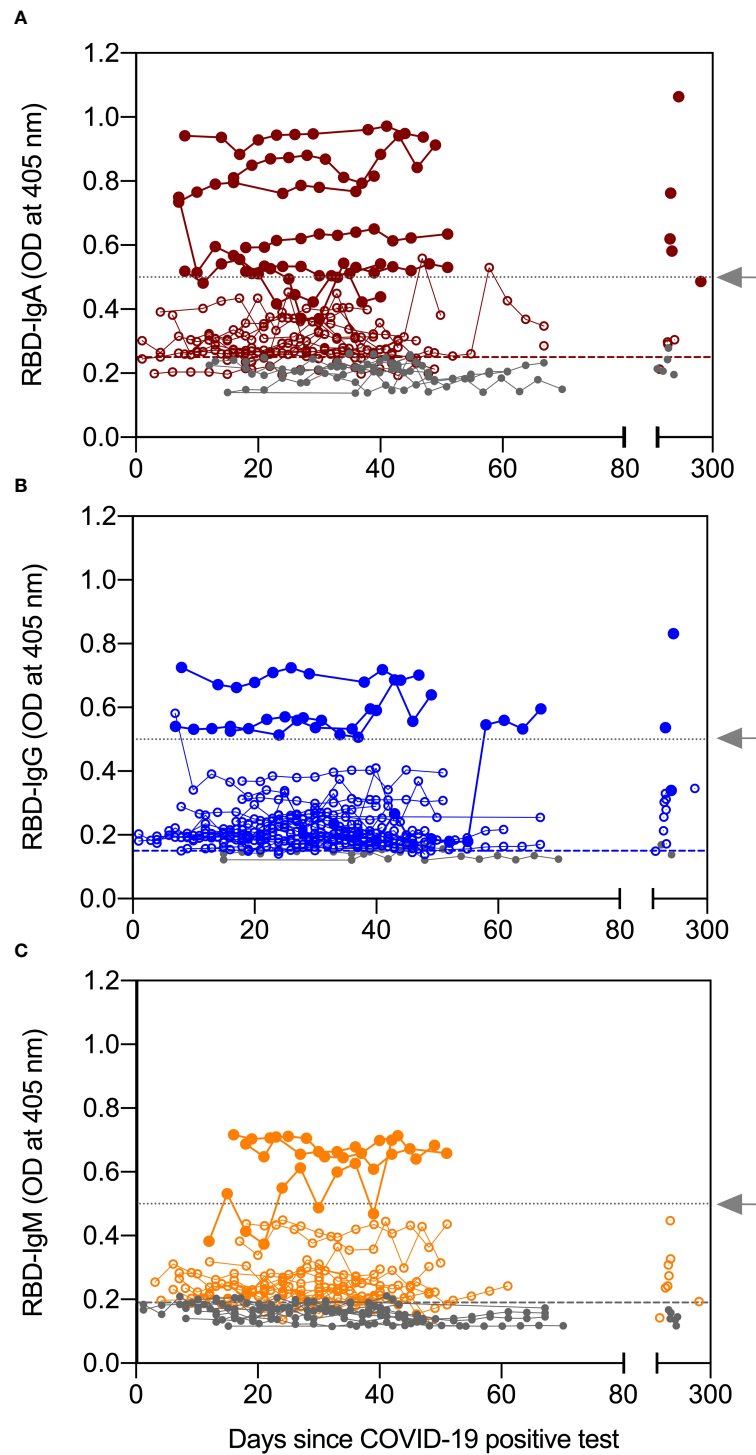 A
RBD-IgA (OD at 405 nm)
1.2
1.0
0.8
0.6
0.4
0.2
0.0
0 20 40 60 80 300
B
RBD-IgG (OD at 405 nm)
1.2
1.0
0.8
0.6
0.4
0.2
0.0
0 20 40 60 80 300
C
RBD-IgM (OD at 405 nm)
1.2
1.0
0.8
0.6
0.4
0.2
0.0
0 20 40 60 80 300
Days since COVID-19 positive test